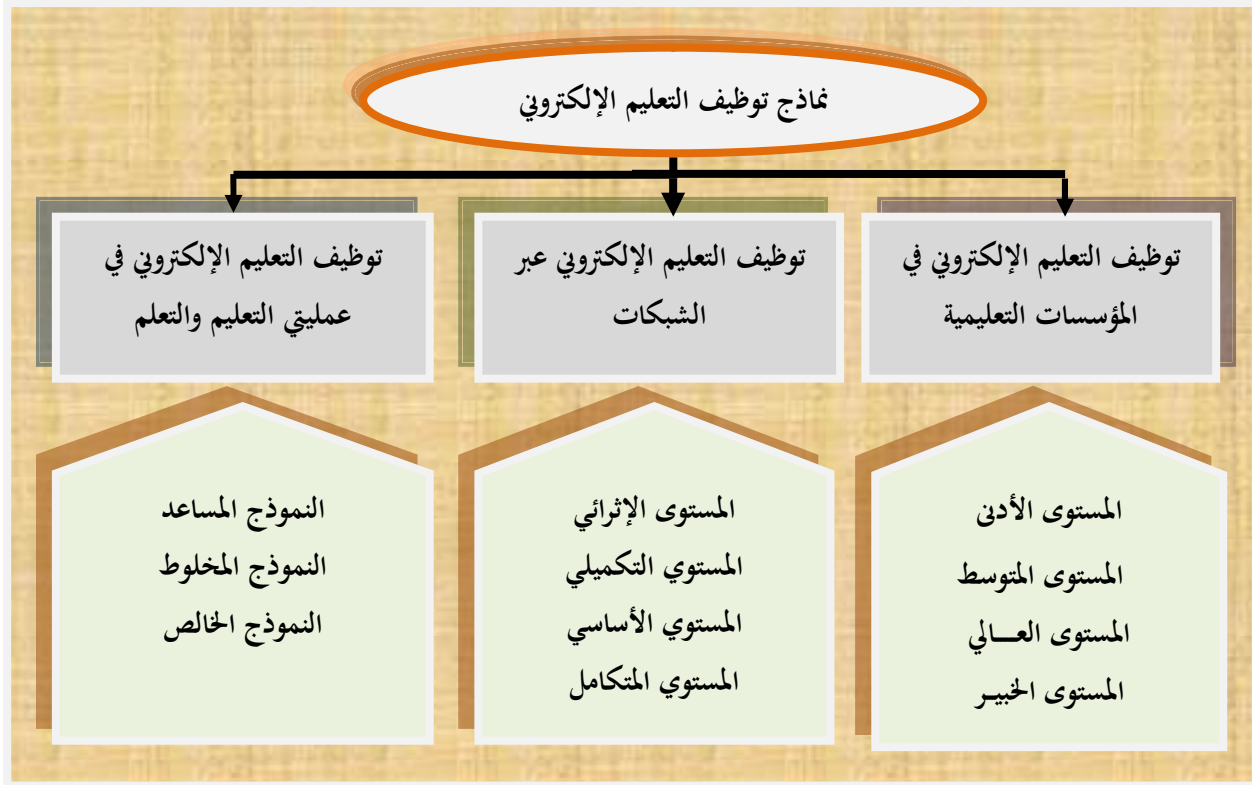 نماذج توظيف التعليم الإلكتروني
توظيف التعليم الإلكتروني في
المؤسسات التعليمية
توظيف التعليم الإلكتروني عبر
الشبكات
توظيف التعليم الإلكتروني في
عمليتي التعليم والتعلم
المستوى الأدنى
المستوى المتوسط
المستوى العـــالي
المستوى الخبيـر
المستوى الإثرائي
المستوي التكميلي
المستوي الأساسي
المستوي المتكامل
النموذج المساعد
النموذج المخلوط
النموذج الخالص